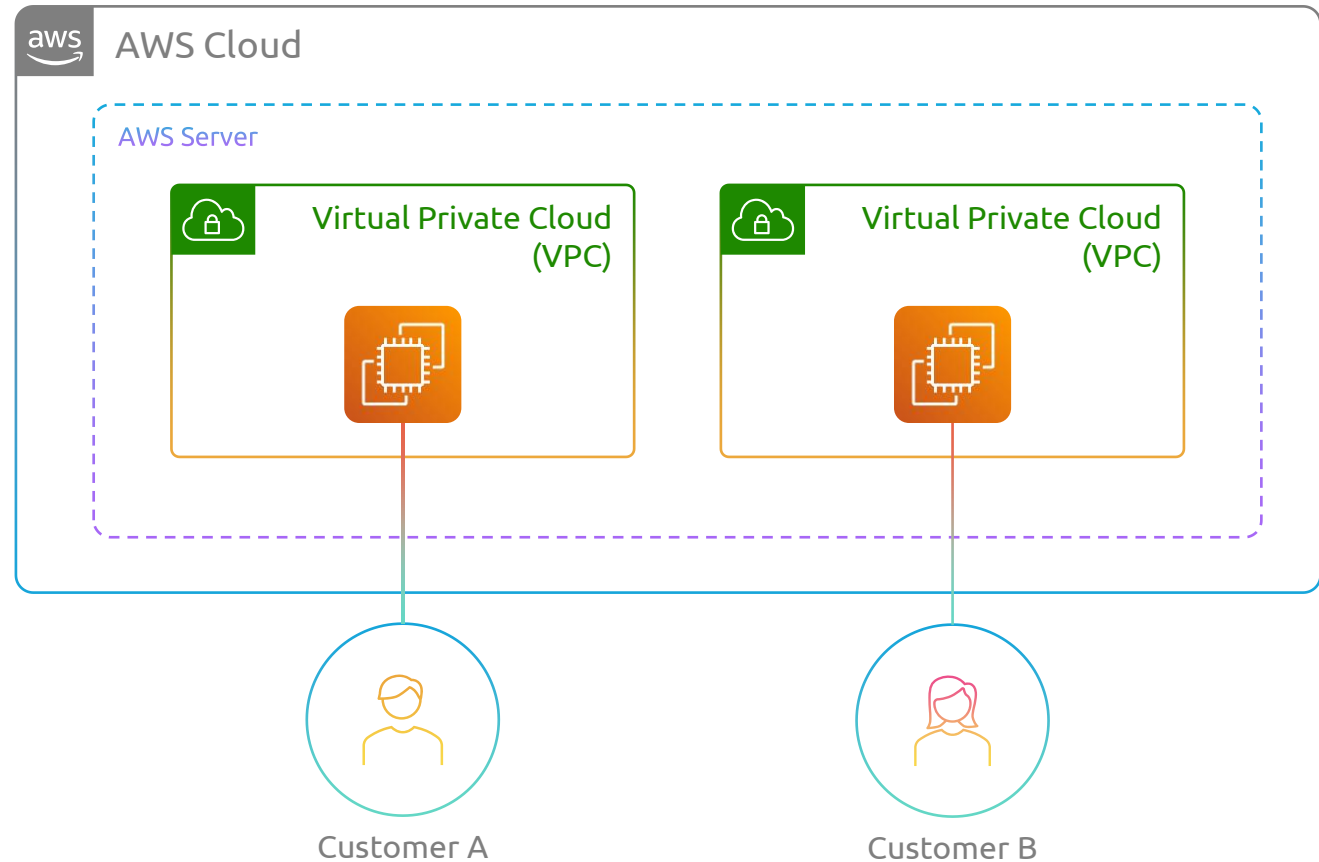 aws
AWS Cloud
AWS Server
Virtual Private Cloud
(VPC)
Virtual Private Cloud
(VPC)
Customer A
Customer B